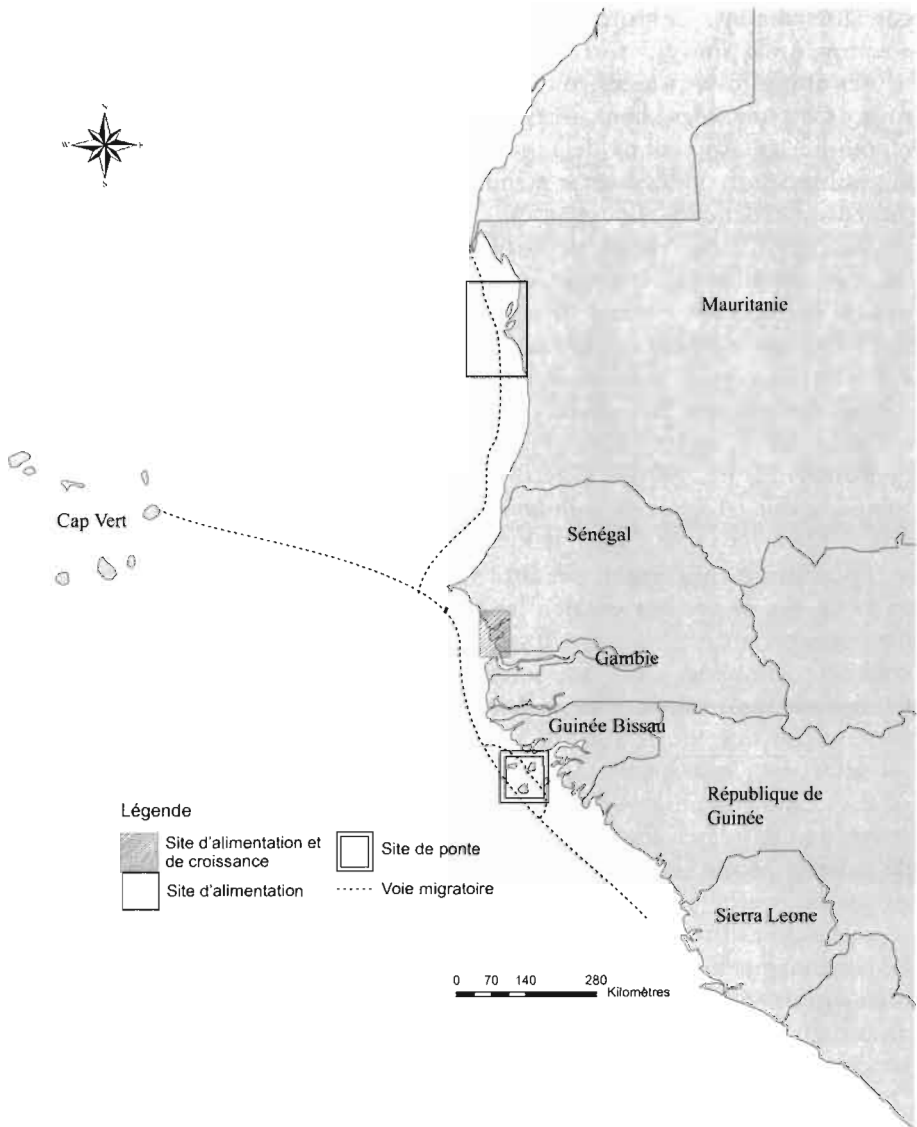 N
W
E
S
Mauritanie
Sénégal
Cap Vert
Gambie
Guinée Bissau
République de
Guinée
Sierra Leone
Légende
Site d'alimentation et
de croissance
Site de ponte
Site d'alimentation
Voie migratoire
0 70 140 280
Kilomètres